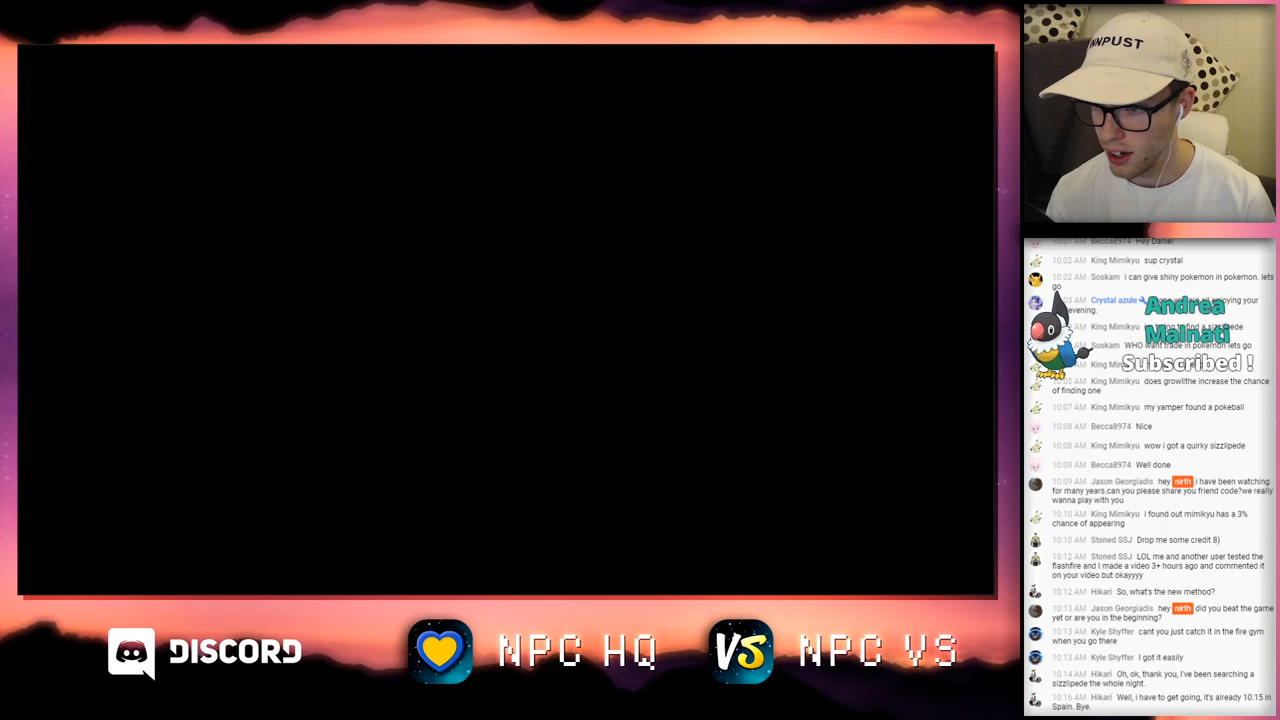 NNPUST
10:01 AM Becca8974 Hey Daniel
10:02 AM King Mimikyu sup crystal
10:02 AM Soskam i can give shiny pokemon in pokemon. lets
go
Crystal azule enjoying your
evening.
Andrea
Malnati
Subscribed !
Soskam WHO want trade in pokemon lets go
10:05 AM King Mimikyu does growlithe increase the chance
of finding one
10:07 AM King Mimikyu my yamper found a pokeball
10:08 AM Becca8974 Nice
10:08 AM King Mimikyu wow i got a quirky sizzlipede
10:09 AM Becca8974 Well done
10:09 AM Jason Georgiadis hey nirth i have been watching
for many years.can you please share you friend code?we really
wanna play with you
10:10 AM King Mimikyu i found out mimikyu has a 3%
chance of appearing
10:10 AM Stoned SSJ Drop me some credit 8)
10:12 AM Stoned SSJ LOL me and another user tested the
flashfire and I made a video 3+ hours ago and commented it
on your video but okayyyy
10:12 AM Hikari So, what's the new method?
10:13 AM Jason Georgiadis hey nirth did you beat the game
yet or are you in the beginning?
10:13 AM Kyle Shyffer cant you just catch it in the fire gym
when you go there
10:13 AM Kyle Shyffer I got it easily
10:14 AM Hikari Oh, ok, thank you, I've been searching a
sizzlipede the whole night.
10:16 AM Hikari Well, i have to get going, it's already 10:15 in
Spain. Bye.
DISCORD
NPC HQ
VS
NPC VS